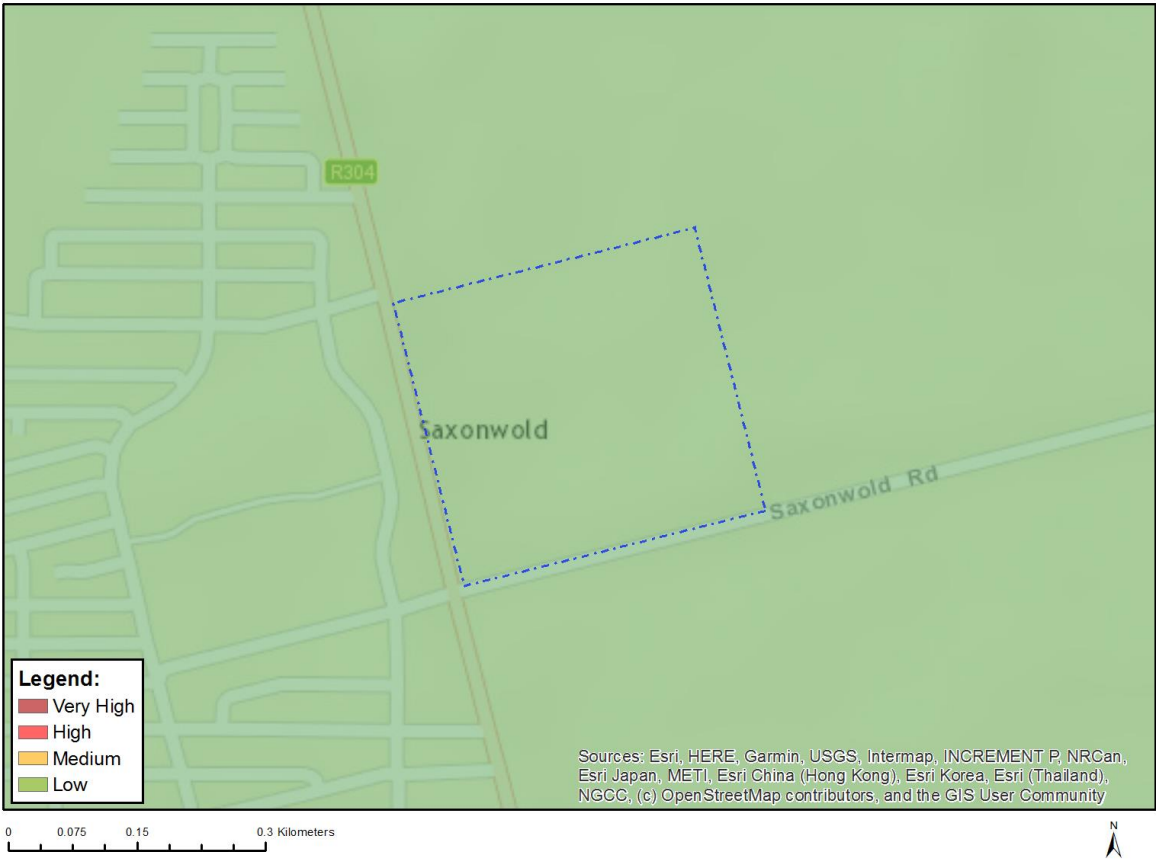 R304
Saxonwold
Saxonwold Rd
Legend:
Very High
High
Medium
Low
Sources: Esri, HERE, Garmin, USGS, Intermap, INCREMENT P, NRCan,
Esri Japan, METI, Esri China (Hong Kong), Esri Korea, Esri (Thailand),
NGCC, (c) OpenStreetMap contributors, and the GIS User Community
0 0.075 0.15 0.3 Kilometers
N